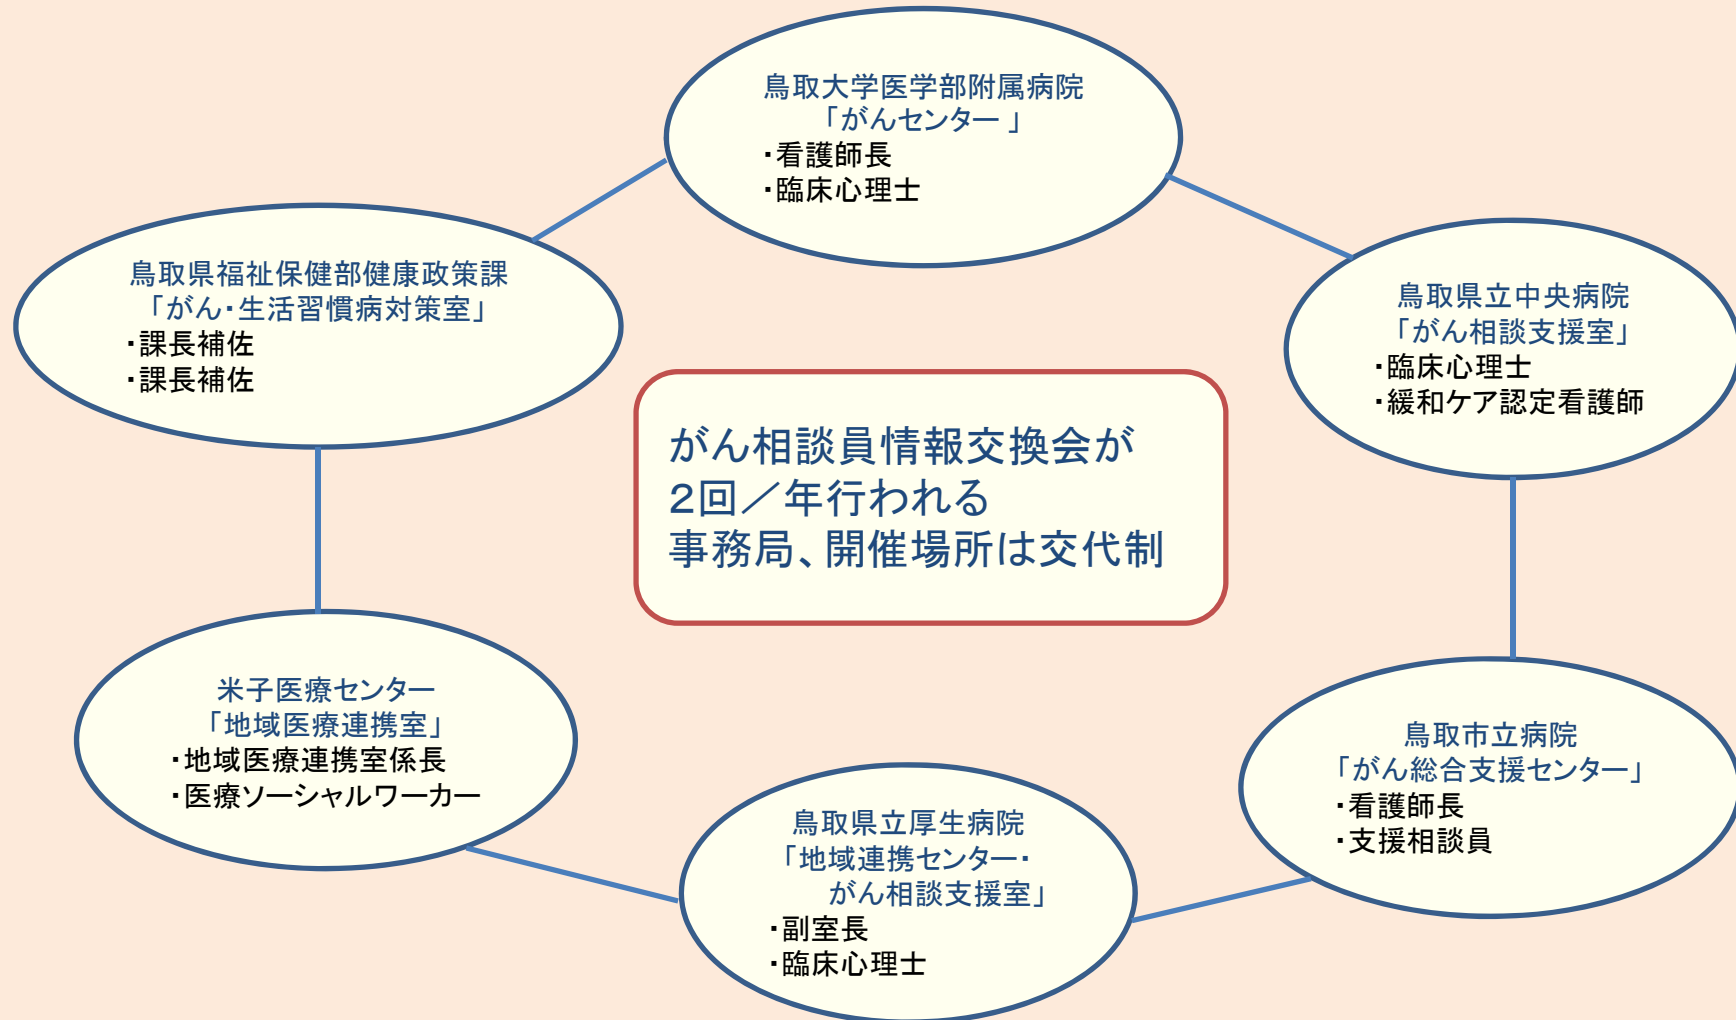 鳥取大学医学部附属病院
「がんセンター 」
・看護師長
・臨床心理士
鳥取県福祉保健部健康政策課
「がん・生活習慣病対策室」
・課長補佐
・課長補佐
鳥取県立中央病院
「がん相談支援室」
・臨床心理士
・緩和ケア認定看護師
がん相談員情報交換会が
２回／年行われる
事務局、開催場所は交代制
米子医療センター
「地域医療連携室」
・地域医療連携室係長
・医療ソーシャルワーカー
鳥取県立厚生病院
「地域連携センター・
がん相談支援室」
・副室長
・臨床心理士
鳥取市立病院
「がん総合支援センター」
・看護師長
・支援相談員